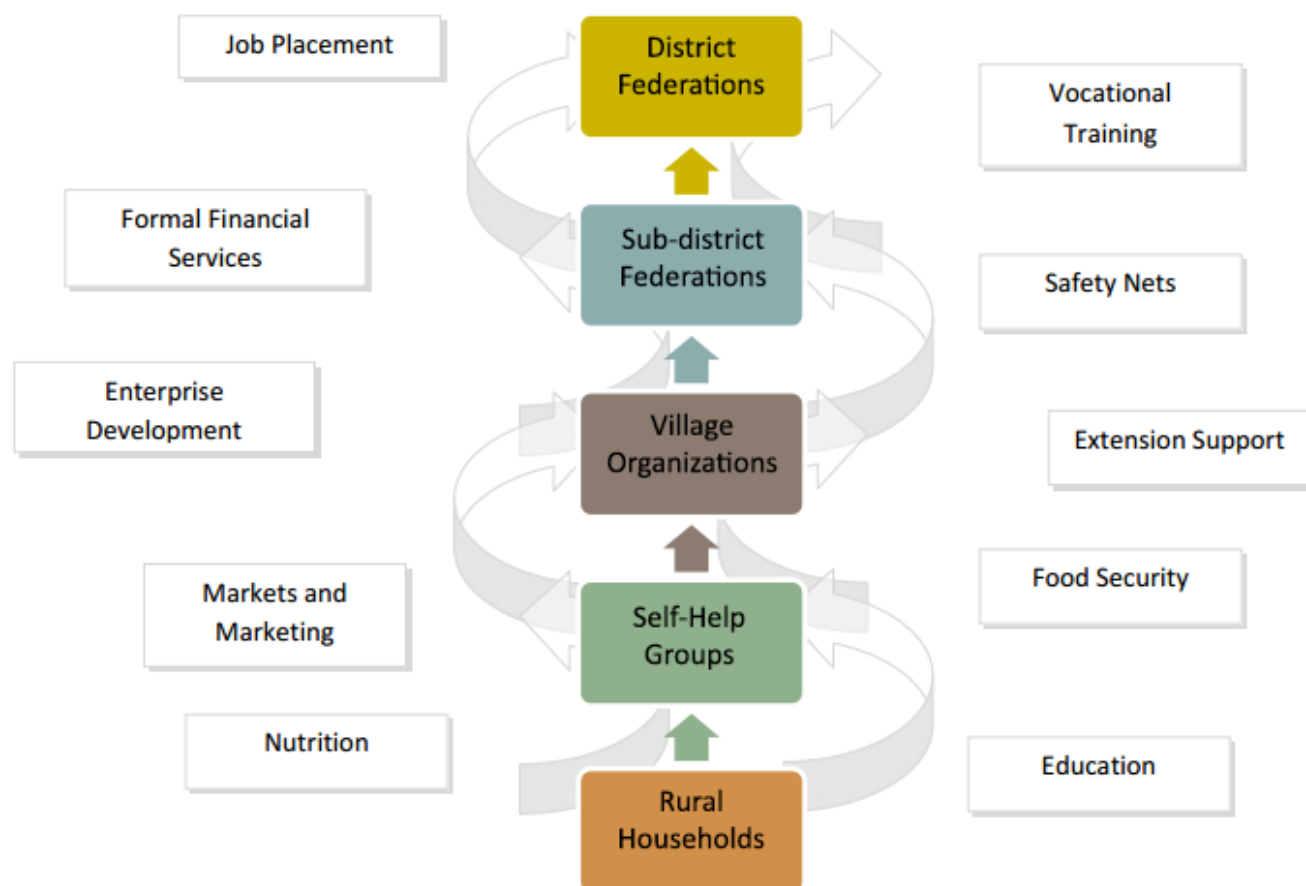 Job Placement
District
Federations
Vocational
Training
Formal Financial
Services
Sub-district
Federations
Safety Nets
Enterprise
Development
Village
Organizations
Extension Support
Markets and
Marketing
Self-Help
Groups
Food Security
Nutrition
Education
Rural
Households